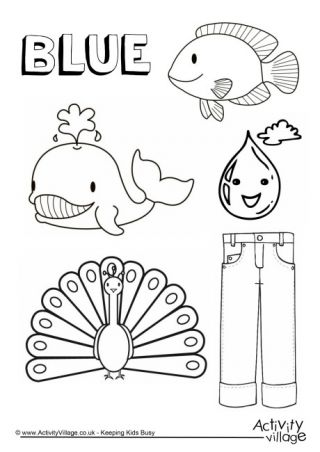 BLUE
© www.ActivityVillage.co.uk - Keeping Kids Busy
Activity
village